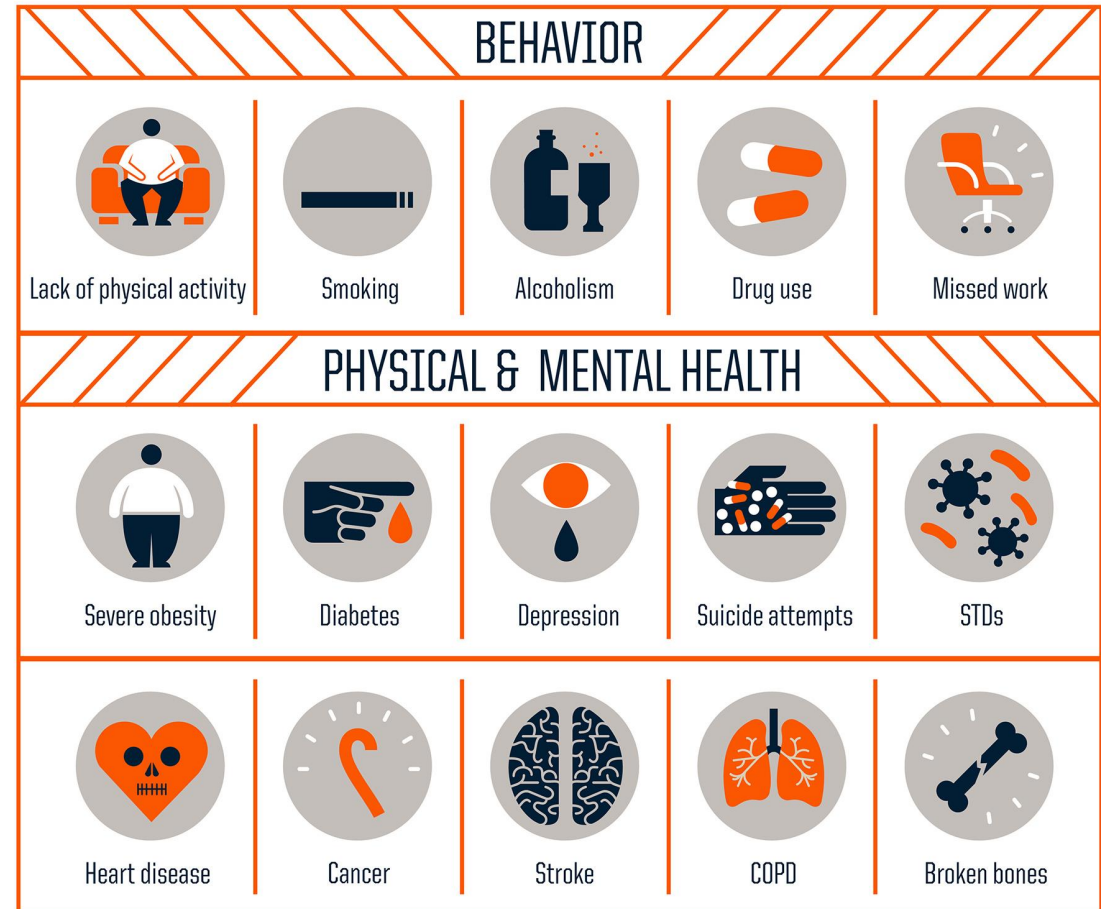 BEHAVIOR
Lack of physical activity
Smoking
Alcoholism
Drug use
Missed work
PHYSICAL & MENTAL HEALTH
Severe obesity
Diabetes
Depression
Suicide attempts
STDs
Heart disease
Cancer
Stroke
COPD
Broken bones